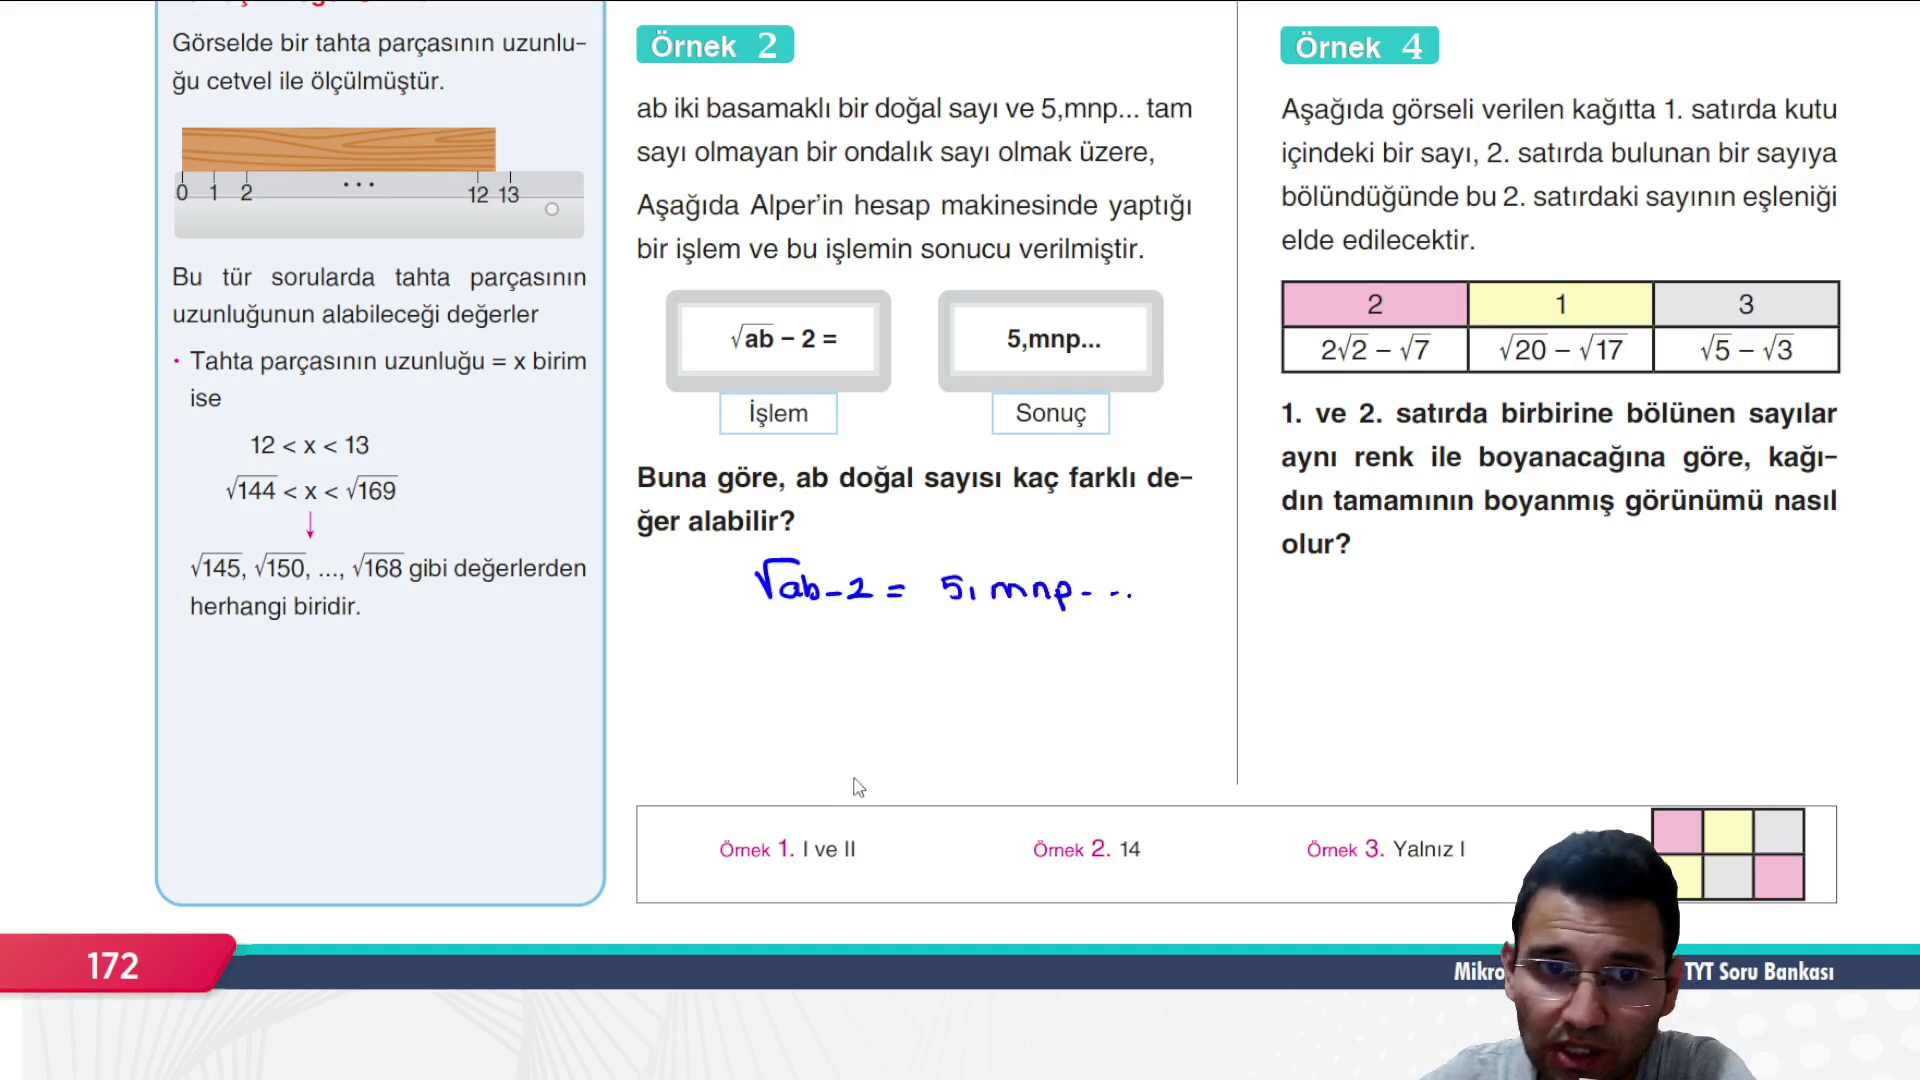 Görselde bir tahta parçasının uzunlu-
ğu cetvel ile ölçülmüştür.
0 1 2 ... 12 13
Bu tür sorularda tahta parçasının
uzunluğunun alabileceği değerler
• Tahta parçasının uzunluğu = x birim
ise
12 < x < 13
√144 < x < √169
√145, √150, ..., √168 gibi değerlerden
herhangi biridir.
Örnek 2
ab iki basamaklı bir doğal sayı ve 5,mnp... tam
sayı olmayan bir ondalık sayı olmak üzere,
Aşağıda Alper’in hesap makinesinde yaptığı
bir işlem ve bu işlemin sonucu verilmiştir.
√ab – 2 =
5,mnp...
İşlem
Sonuç
Buna göre, ab doğal sayısı kaç farklı de-
ğer alabilir?
√ab – 2 = 5, mnp - ...
Örnek 4
Aşağıda görseli verilen kağıtta 1. satırda kutu
içindeki bir sayı, 2. satırda bulunan bir sayıya
bölündüğünde bu 2. satırdaki sayının eşleniği
elde edilecektir.
2 1 3
2√2 – √7 √20 – √17 √5 – √3
1. ve 2. satırda birbirine bölünen sayılar
aynı renk ile boyanacağına göre, kağı-
dın tamamının boyanmış görünümü nasıl
olur?
Örnek 1. I ve II
Örnek 2. 14
Örnek 3. Yalnız I
172
Mikro
TYT Soru Bankası